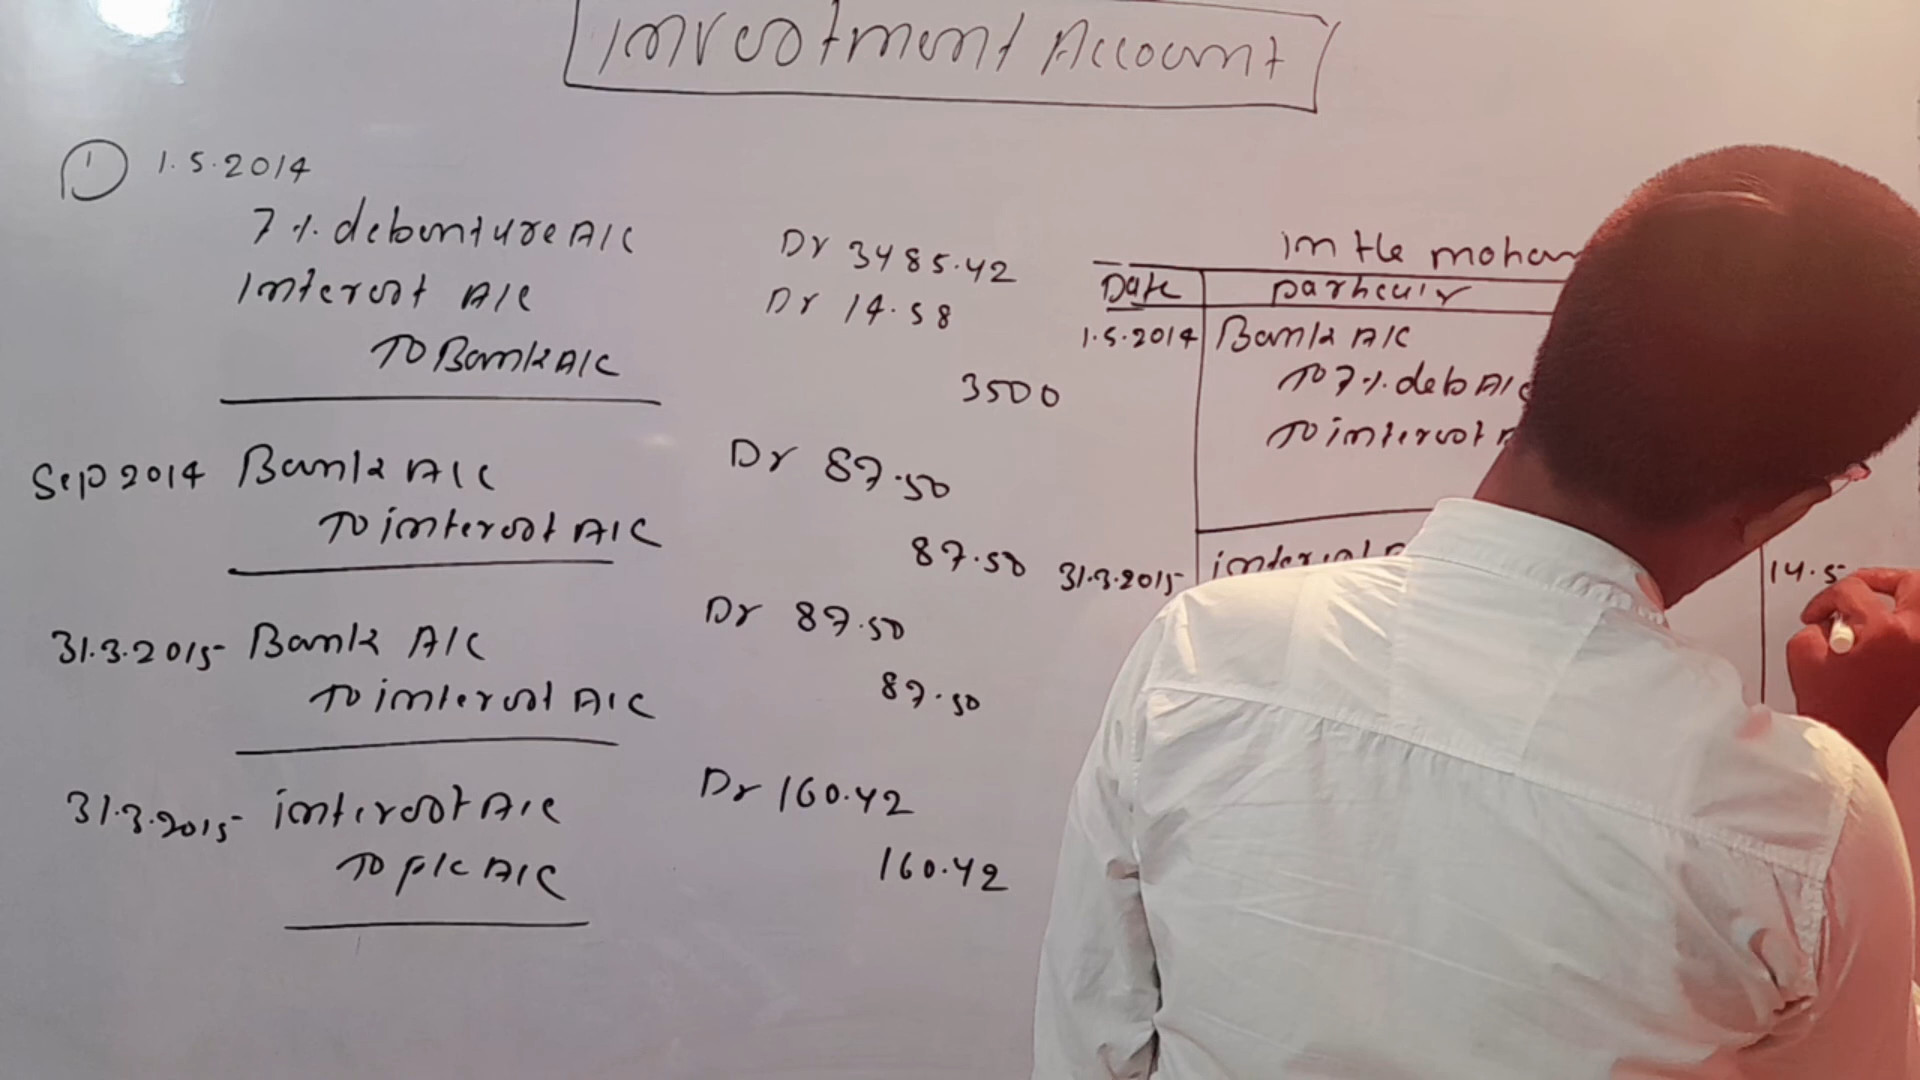 Investment Account
1 1.5.2014
7 % debenture A/C Dr 3485.42
Interest A/C Dr 14.58
To Bank A/C
3500
Sep 2014 Bank A/C Dr 87.50
To interest A/C
87.50
31.3.2015 Bank A/C Dr 87.50
To interest A/C 87.50
31.3.2015 interest A/C Dr 160.42
To P/L A/C 160.42
in the mohan
Date particulr
1.5.2014 Bank A/C
To 7 % deb A/C
To interest
31.3.2015 interest
14.5